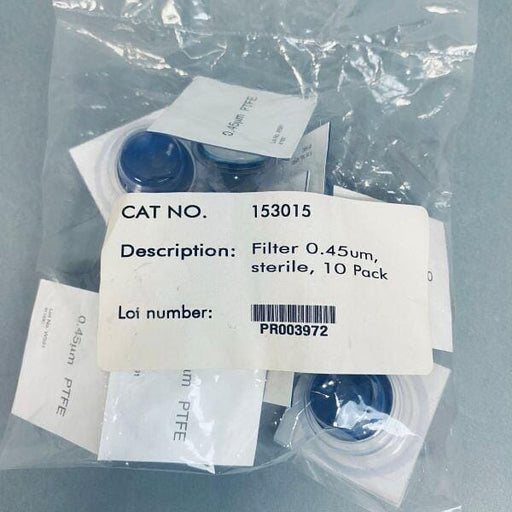 0.45µm PTFE
CAT NO. 153015
Description: Filter 0.45um,
sterile, 10 Pack
Lot number:
PR003972
0.45µm PTFE
µm PTFE